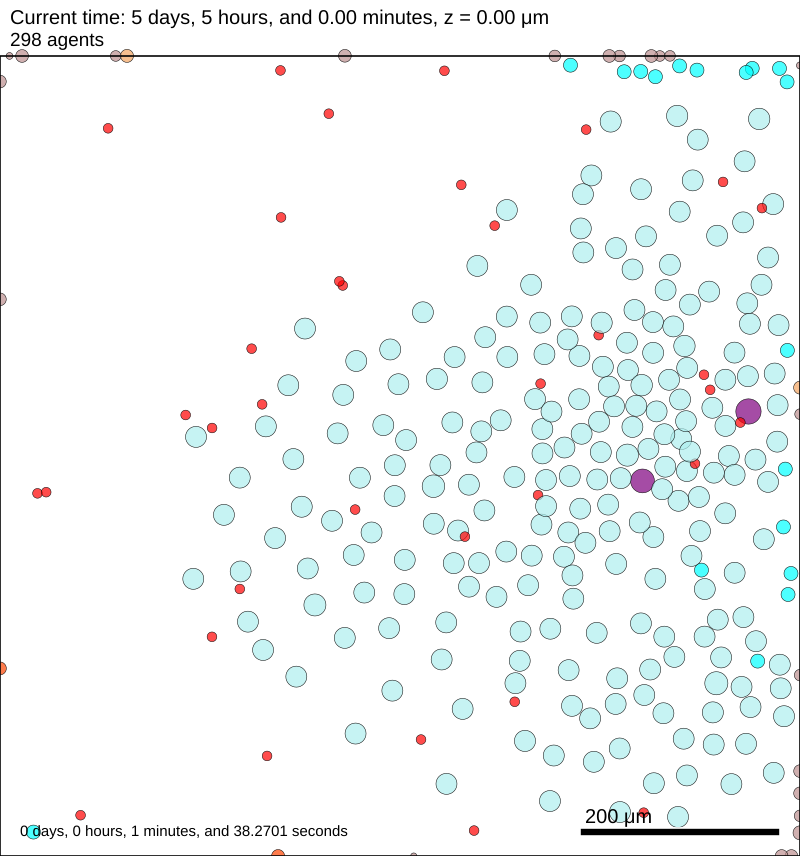 Current time: 5 days, 5 hours, and 0.00 minutes, z = 0.00 μm
298 agents
200 μm
0 days, 0 hours, 1 minutes, and 38.2701 seconds